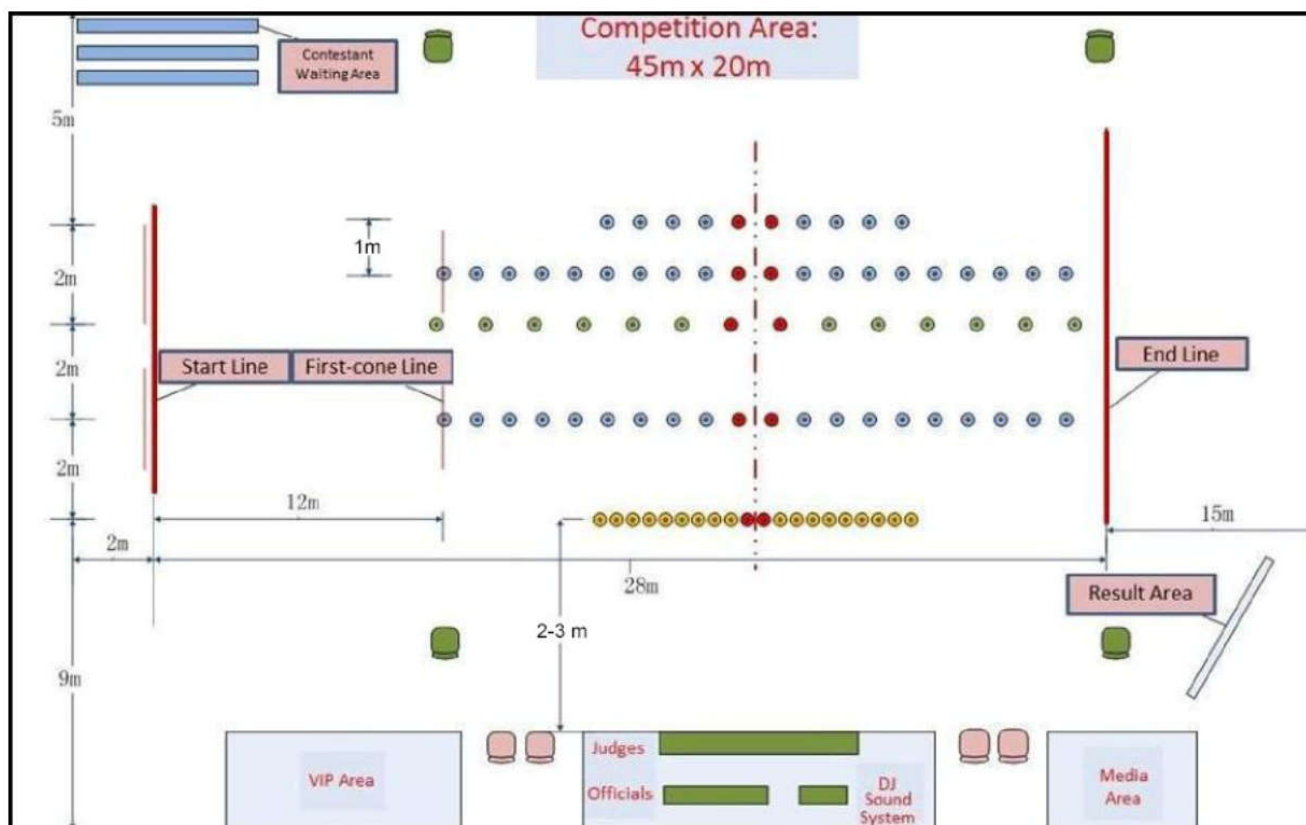 Competition Area:
45m x 20m
Contestant
Waiting Area
5m
1m
2m
Start Line
First-cone Line
End Line
2m
2m
12m
15m
2m
28m
Result Area
2-3 m
9m
Judges
VIP Area
Officials
DJ
Sound
System
Media
Area